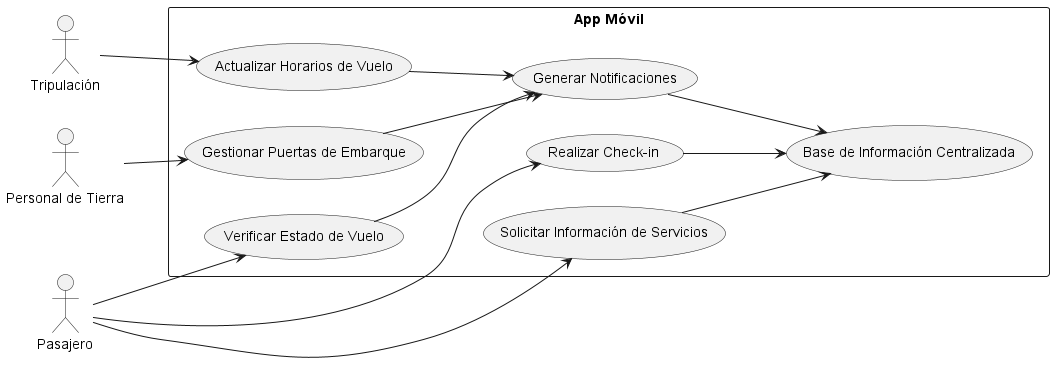 App Móvil
Tripulación
Actualizar Horarios de Vuelo
Generar Notificaciones
Personal de Tierra
Gestionar Puertas de Embarque
Realizar Check-in
Base de Información Centralizada
Verificar Estado de Vuelo
Solicitar Información de Servicios
Pasajero